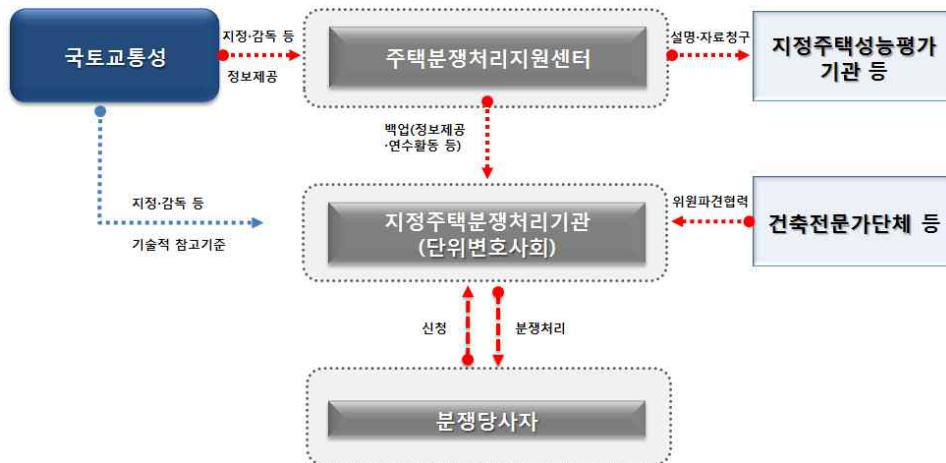 국토교통성
지정·감독 등
정보제공
주택분쟁처리지원센터
설명·자료청구
지정주택성능평가
기관 등
백업(정보제공
·연수활동 등)
지정·감독 등
기술적 참고기준
지정주택분쟁처리기관
(단위변호사회)
위원파견협력
건축전문가단체 등
신청
분쟁처리
분쟁당사자